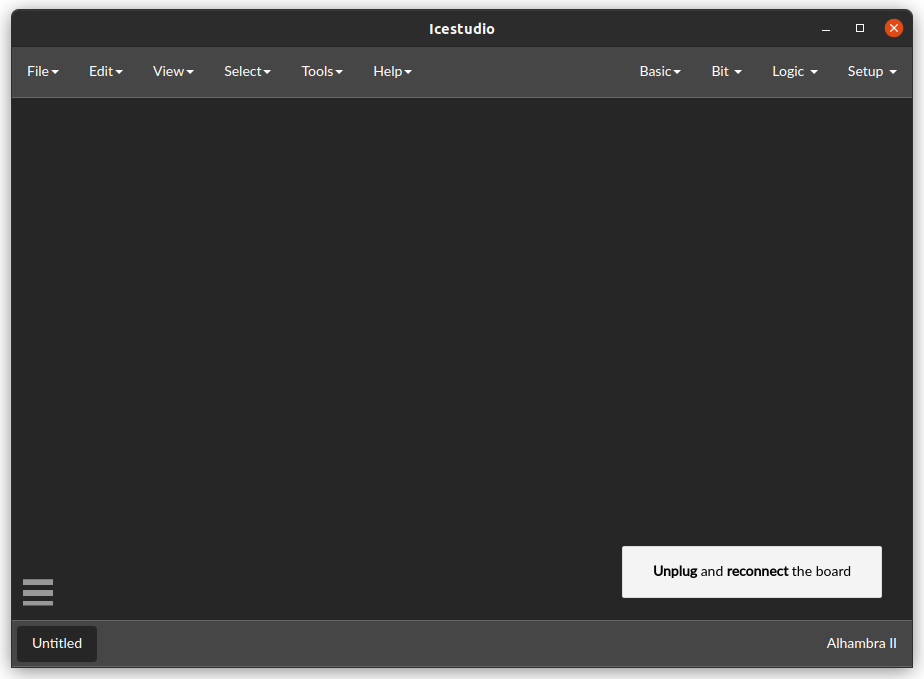 Icestudio
File Edit View Select Tools Help Basic Bit Logic Setup
Unplug and reconnect the board
Untitled Alhambra II